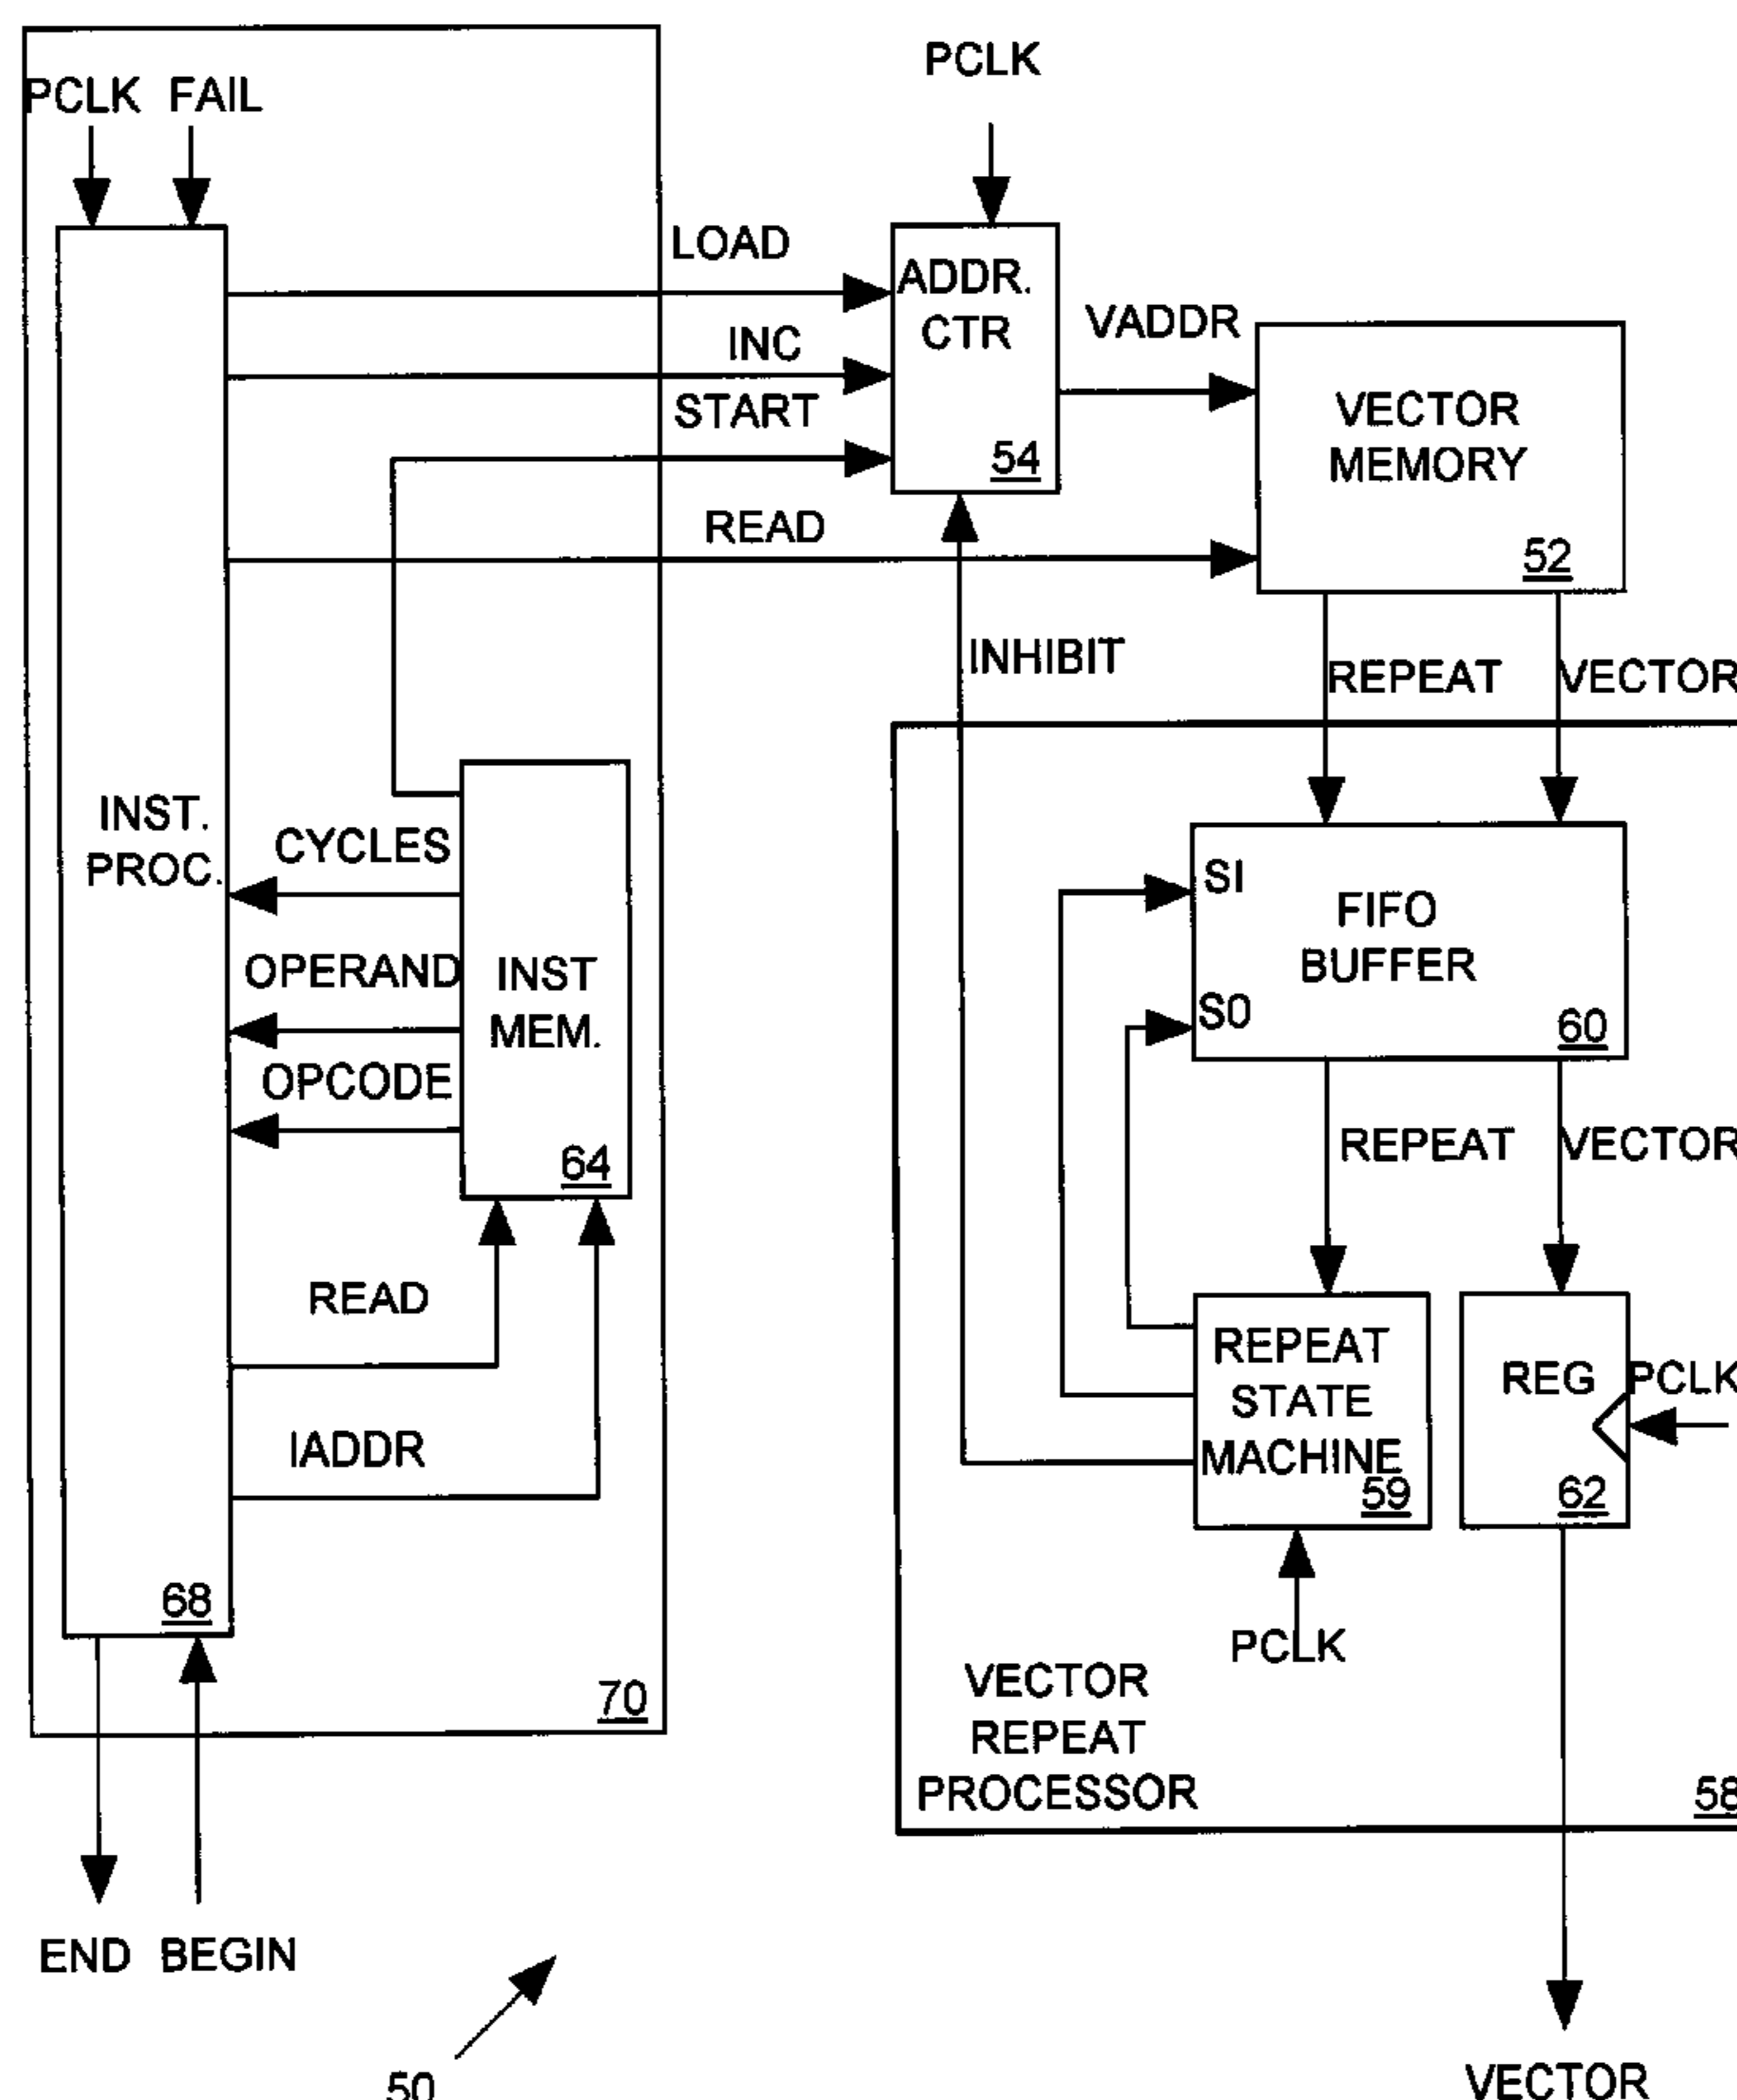 PCLK FAIL
PCLK
LOAD
INC
START
READ
ADDR.
CTR
54
VADDR
VECTOR
MEMORY
52
INHIBIT
REPEAT VECTOR
INST.
PROC.
CYCLES
OPERAND
OPCODE
INST
MEM.
64
READ
IADDR
68
70
END BEGIN
SI
S0
FIFO
BUFFER
60
REPEAT VECTOR
REPEAT
STATE
MACHINE
59
REG
PCLK
62
PCLK
VECTOR
REPEAT
PROCESSOR
58
50
VECTOR